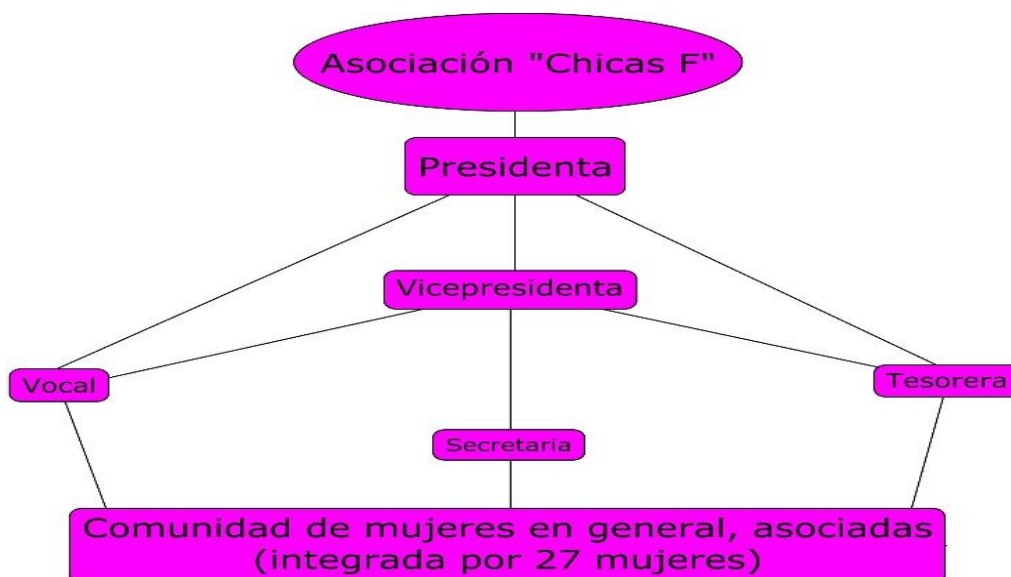 Asociación "Chicas F"
Presidenta
Vicepresidenta
Vocal
Tesorera
Secretaria
Comunidad de mujeres en general, asociadas
(integrada por 27 mujeres)